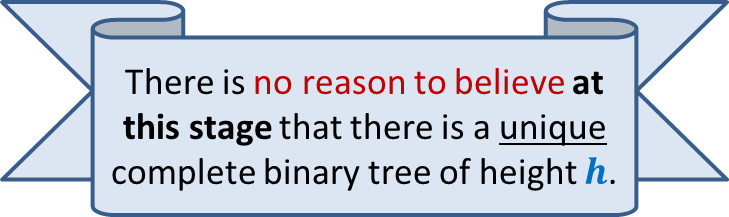 There is no reason to believe at
this stage that there is a unique
complete binary tree of height h.